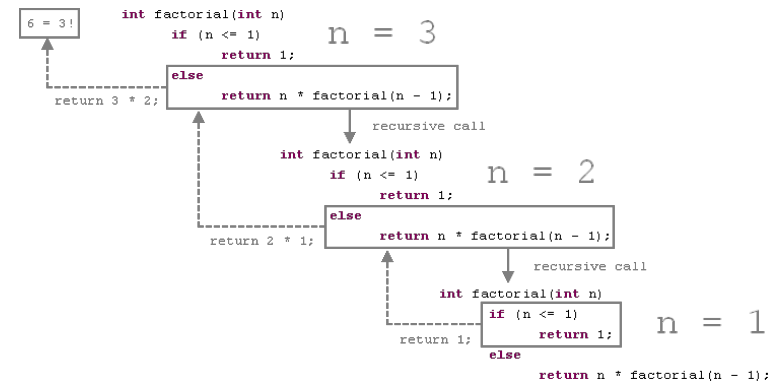 6 = 3!
int factorial(int n)
if (n <= 1)
return 1;
n = 3
else
return n * factorial(n - 1);
return 3 * 2;
recursive call
int factorial(int n)
if (n <= 1)
return 1;
n = 2
else
return n * factorial(n - 1);
return 2 * 1;
recursive call
int factorial(int n)
if (n <= 1)
return 1;
n = 1
return 1;
else
return n * factorial(n - 1);